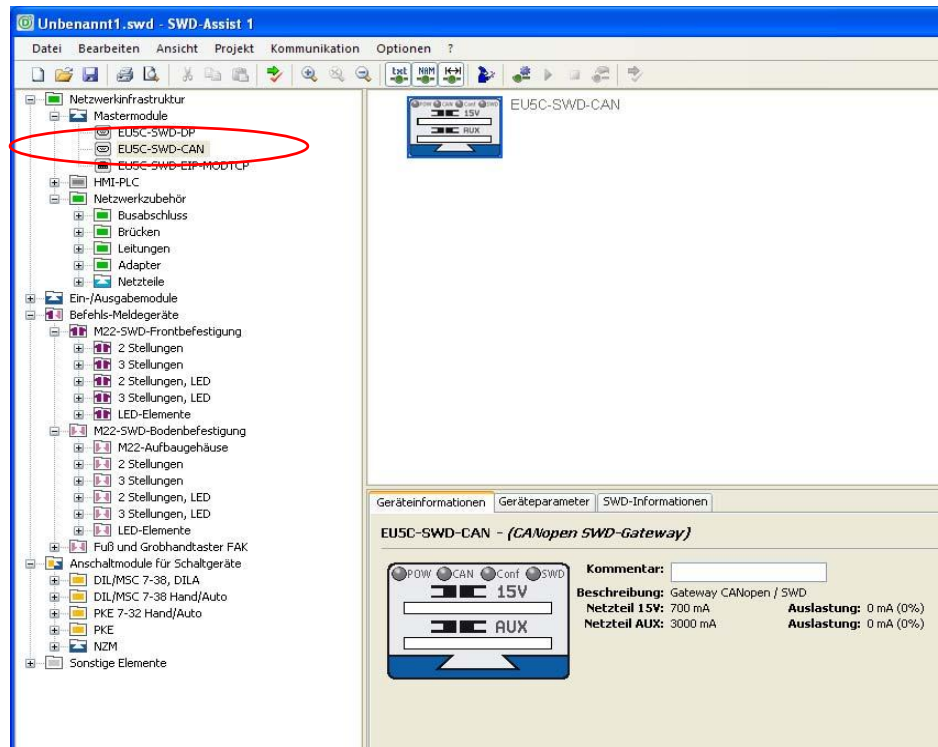 Unbenannt1.swd - SWD-Assist 1
Datei Bearbeiten Ansicht Projekt Kommunikation Optionen ?
txt NAM
Netzwerkinfrastruktur
Mastermodule
EU5C-SWD-DP
EU5C-SWD-CAN
EU5C-SWD-EIP-MODTCP
HMI-PLC
Netzwerkzubehör
Busabschluss
Brücken
Leitungen
Adapter
Netzteile
Ein-/Ausgabemodule
Befehls-Meldegeräte
M22-SWD-Frontbefestigung
2 Stellungen
3 Stellungen
2 Stellungen, LED
3 Stellungen, LED
LED-Elemente
M22-SWD-Bodenbefestigung
M22-Aufbaugehäuse
2 Stellungen
3 Stellungen
2 Stellungen, LED
3 Stellungen, LED
LED-Elemente
Fuß und Grobhandtaster FAK
Anschaltmodule für Schaltgeräte
DIL/MSC 7-38, DILA
DIL/MSC 7-38 Hand/Auto
PKE 7-32 Hand/Auto
PKE
NZM
Sonstige Elemente
POW CAN Conf SWD
15V
AUX
EU5C-SWD-CAN
Geräteinformationen Geräteparameter SWD-Informationen
EU5C-SWD-CAN - (CANopen SWD-Gateway)
POW CAN Conf SWD
15V
AUX
Kommentar:
Beschreibung: Gateway CANopen / SWD
Netzteil 15V: 700 mA Auslastung: 0 mA (0%)
Netzteil AUX: 3000 mA Auslastung: 0 mA (0%)